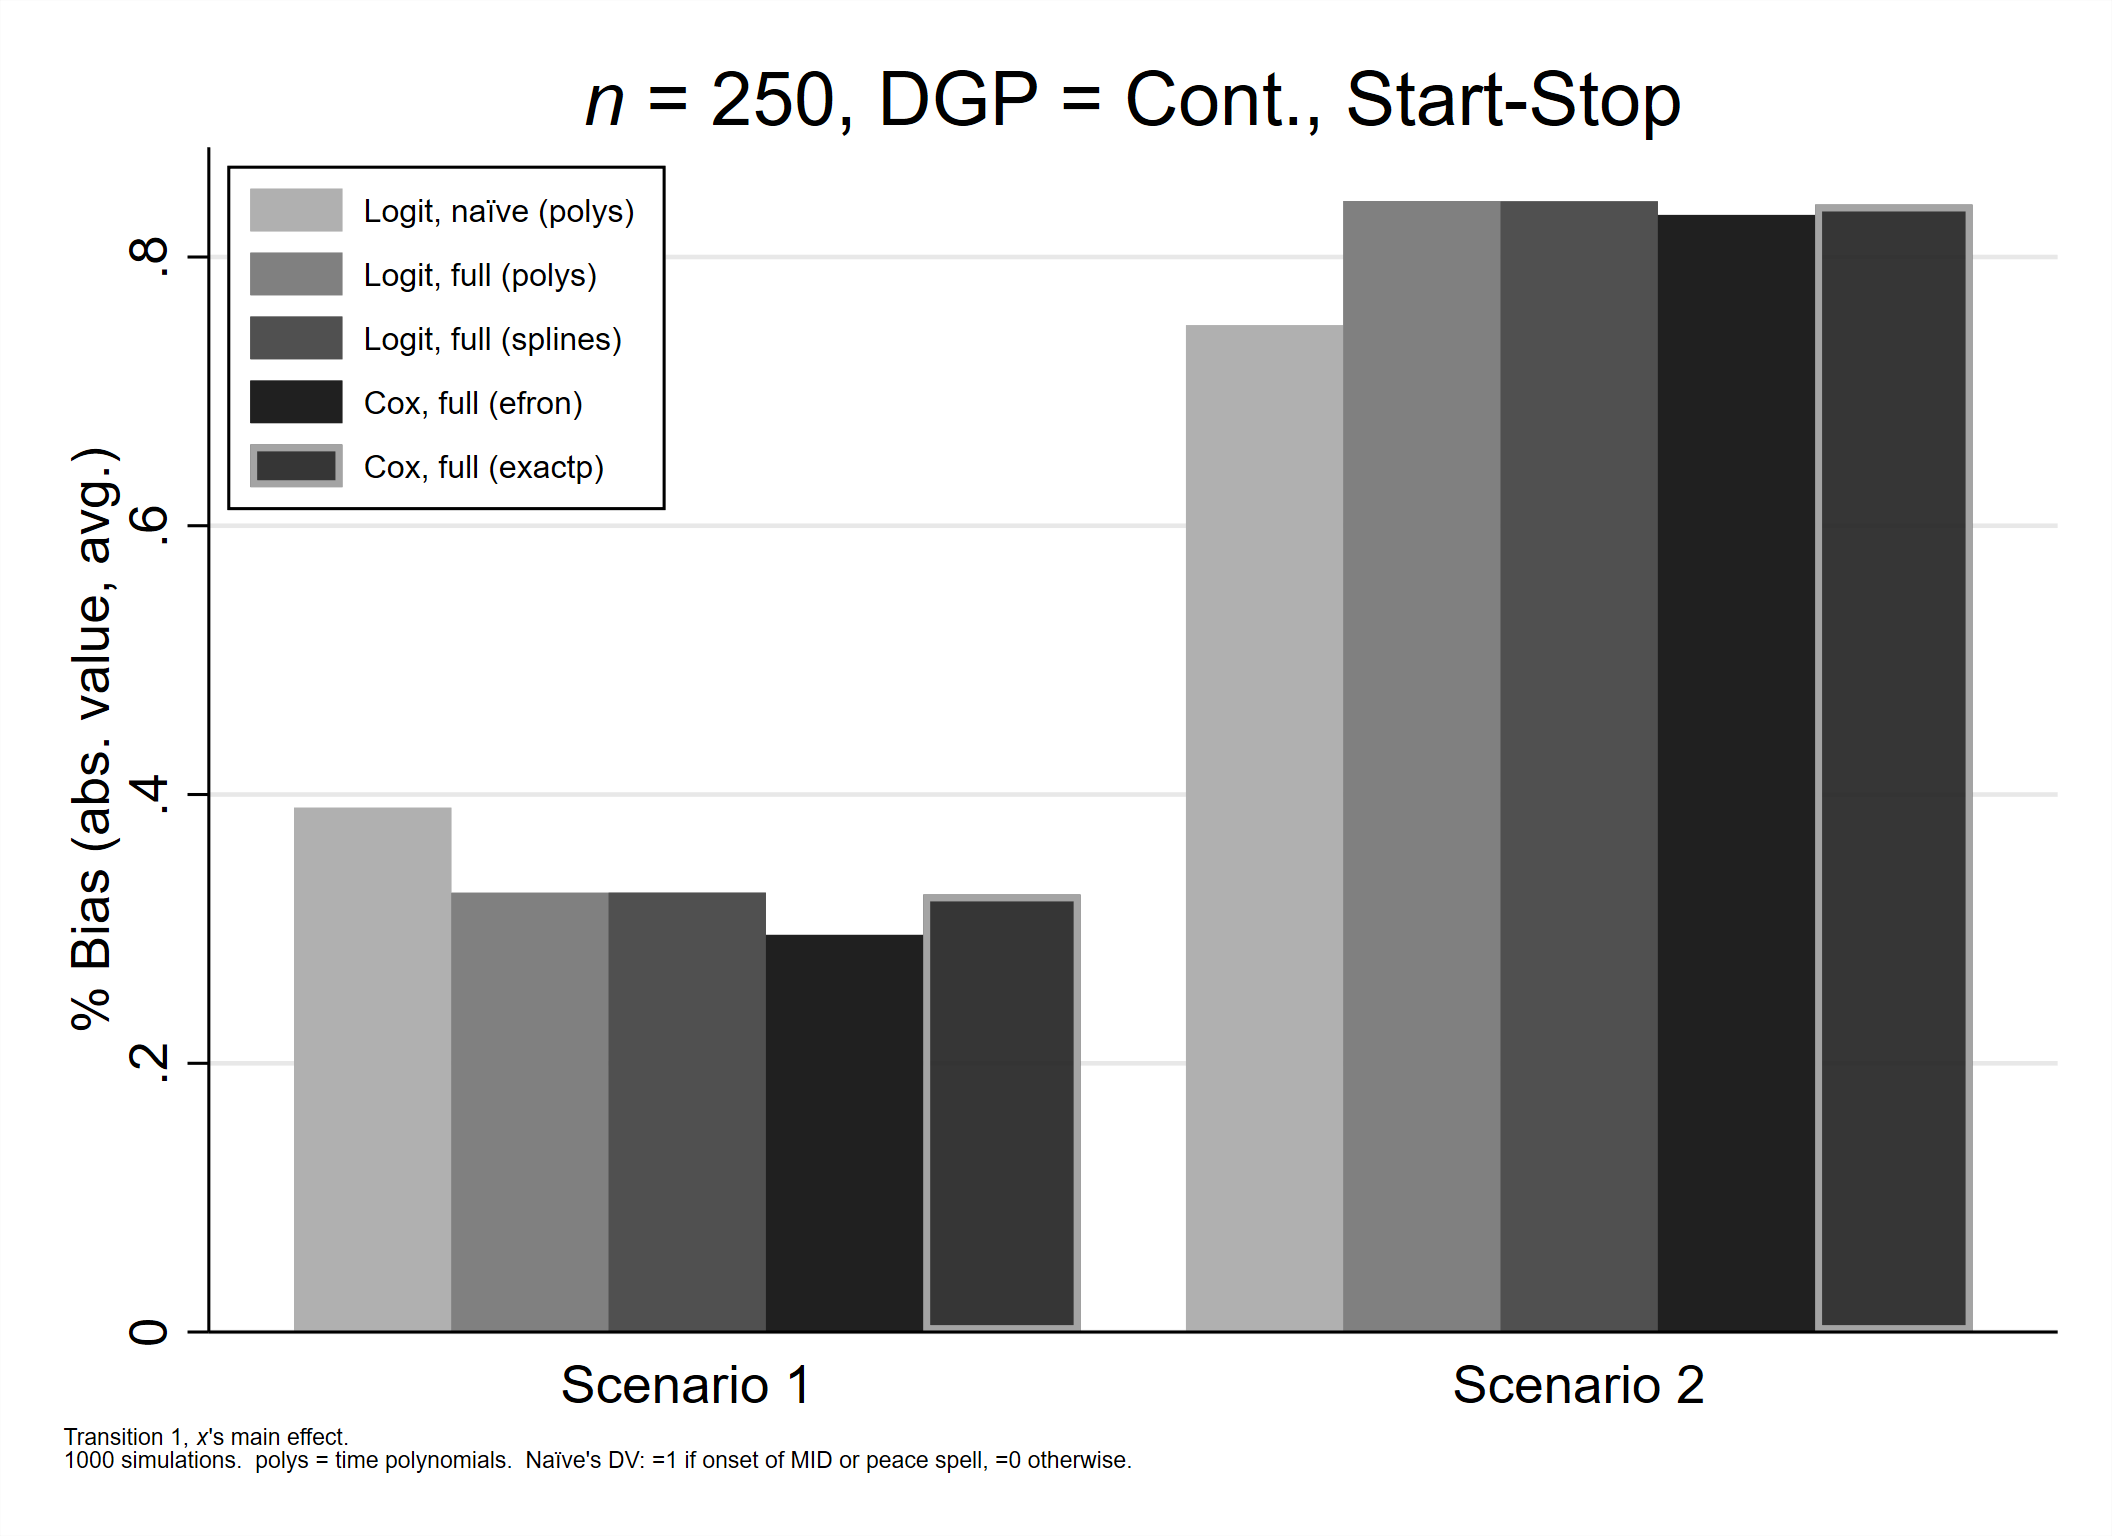 n = 250, DGP = Cont., Start-Stop
Logit, naïve (polys)
Logit, full (polys)
Logit, full (splines)
Cox, full (efron)
Cox, full (exactp)
% Bias (abs. value, avg.)
.8
.6
.4
.2
0
Scenario 1
Scenario 2
Transition 1, x's main effect.
1000 simulations.  polys = time polynomials.  Naïve's DV: =1 if onset of MID or peace spell, =0 otherwise.